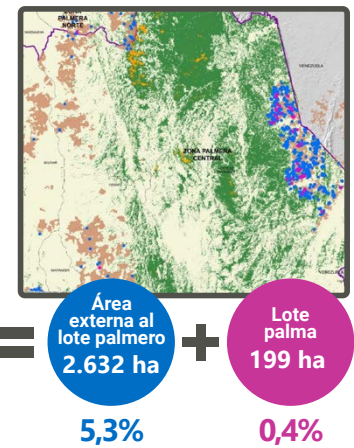 PALMERA
NORTE
VENEZUELA
ZONA PALMERA
CENTRAL
Área
externa al
lote palmero
2.632 ha
Lote
palma
199 ha
5,3%
0,4%